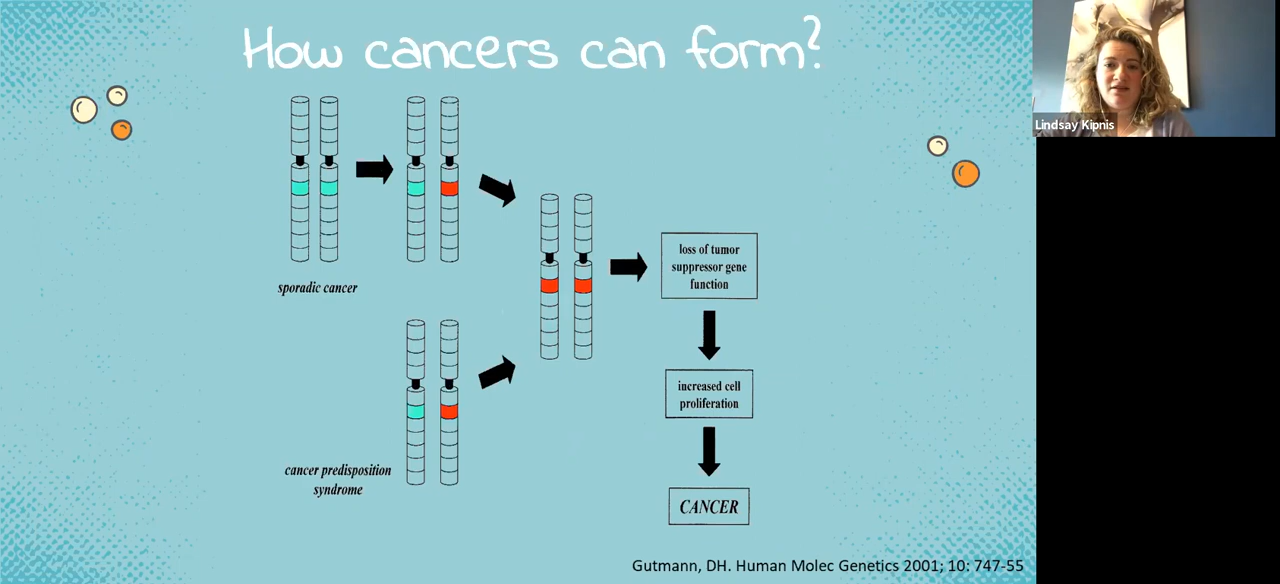 How cancers can form?
Lindsay Kipnis
sporadic cancer
loss of tumor
suppressor gene
function
increased cell
proliferation
cancer predisposition
syndrome
CANCER
Gutmann, DH. Human Molec Genetics 2001; 10: 747-55